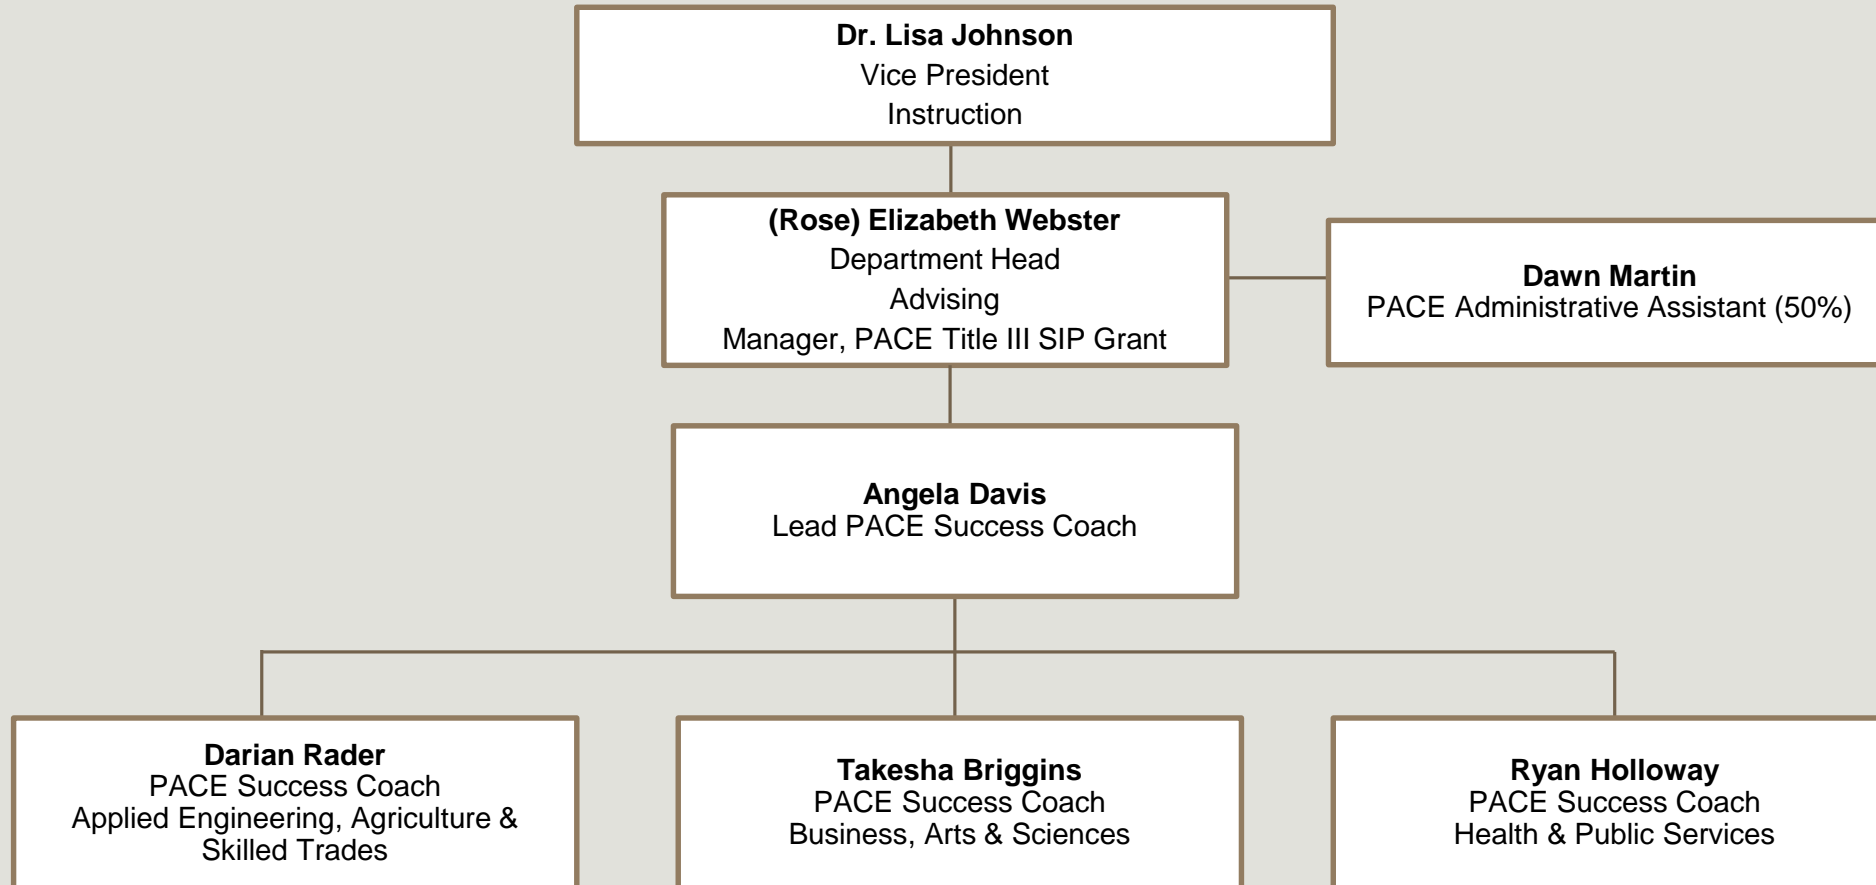 Dr. Lisa Johnson
Vice President
Instruction
(Rose) Elizabeth Webster
Department Head
Advising
Manager, PACE Title III SIP Grant
Dawn Martin
PACE Administrative Assistant (50%)
Angela Davis
Lead PACE Success Coach
Darian Rader
PACE Success Coach
Applied Engineering, Agriculture &
Skilled Trades
Takesha Briggins
PACE Success Coach
Business, Arts & Sciences
Ryan Holloway
PACE Success Coach
Health & Public Services